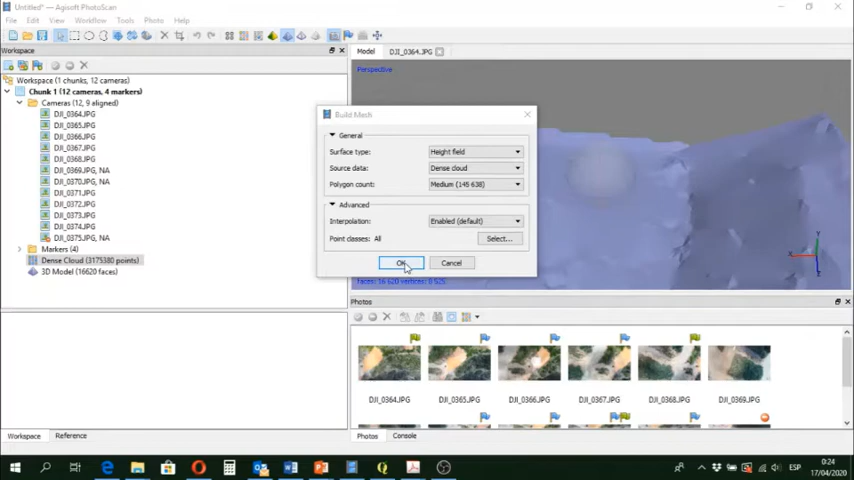 Untitled* — Agisoft PhotoScan
File Edit View Workflow Tools Photo Help
Workspace
Model DJI_0364.JPG
Workspace (1 chunks, 12 cameras)
Chunk 1 (12 cameras, 4 markers)
Cameras (12, 9 aligned)
DJI_0364.JPG
DJI_0365.JPG
DJI_0366.JPG
DJI_0367.JPG
DJI_0368.JPG
DJI_0369.JPG, NA
DJI_0370.JPG, NA
DJI_0371.JPG
DJI_0372.JPG
DJI_0373.JPG
DJI_0374.JPG
DJI_0375.JPG, NA
Markers (4)
Dense Cloud (3175380 points)
3D Model (16620 faces)
Perspective
Build Mesh
General
Surface type: Height field
Source data: Dense cloud
Polygon count: Medium (145 638)
Advanced
Interpolation: Enabled (default)
Point classes: All Select...
OK Cancel
faces: 16 620 vertices: 8 525
Y
X
Z
Photos
DJI_0364.JPG DJI_0365.JPG DJI_0366.JPG DJI_0367.JPG DJI_0368.JPG DJI_0369.JPG
Workspace Reference
Photos Console
ESP
0:24
17/04/2020